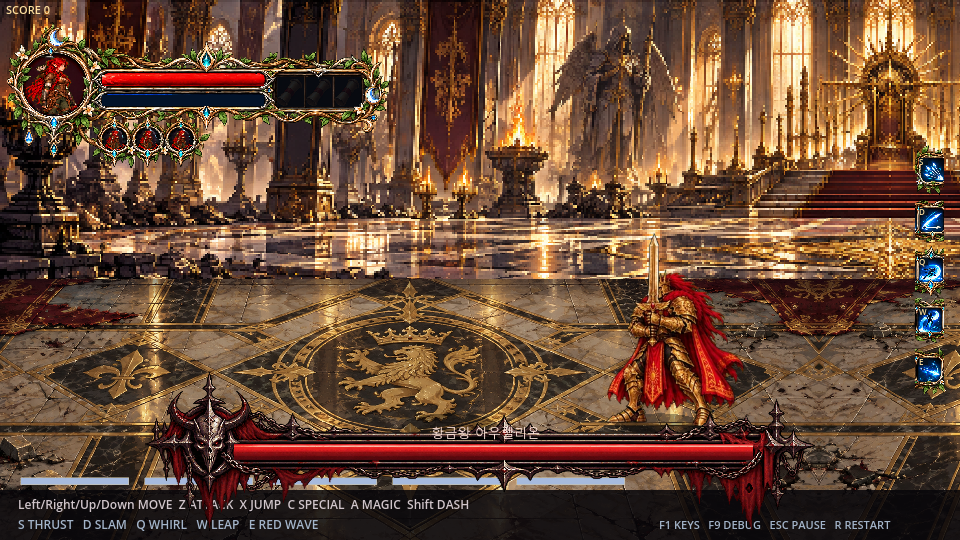 SCORE 0
황금왕 아우렐리온
Left/Right/Up/Down MOVE Z ATTACK X JUMP C SPECIAL A MAGIC Shift DASH
S THRUST D SLAM Q WHIRL W LEAP E RED WAVE
F1 KEYS F9 DEBUG ESC PAUSE R RESTART